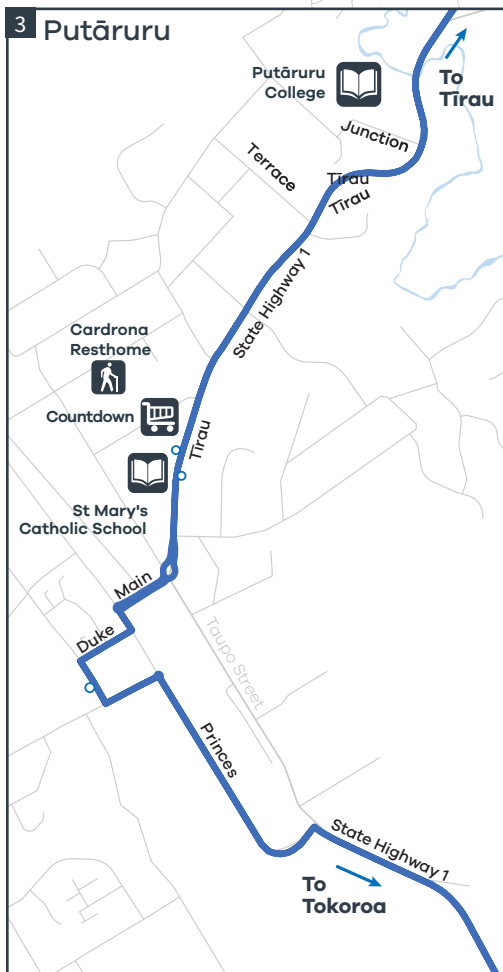 3 Putāruru
To
Tīrau
Putāruru
College
Junction
Terrace
Tīrau
Tīrau
State Highway 1
Cardrona
Resthome
Countdown
Tīrau
St Mary's
Catholic School
Main
Duke
Taupo Street
Princes
State Highway 1
To
Tokoroa